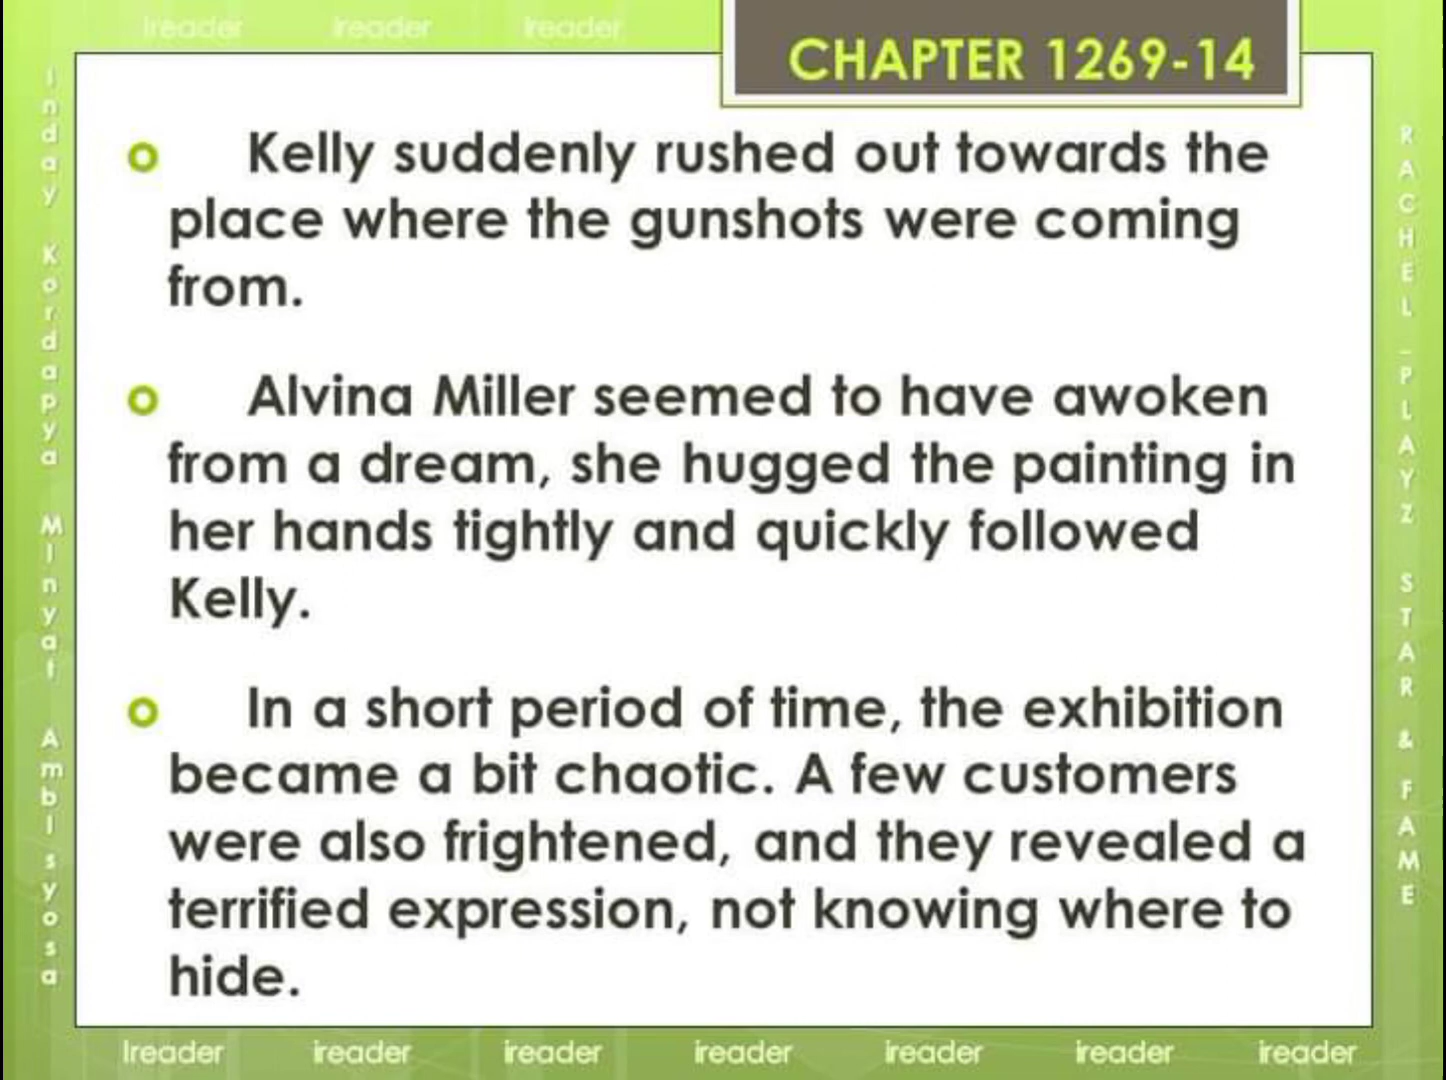 Ireader ireader ireader
CHAPTER 1269-14
o Kelly suddenly rushed out towards the
place where the gunshots were coming
from.
o Alvina Miller seemed to have awoken
from a dream, she hugged the painting in
her hands tightly and quickly followed
Kelly.
o In a short period of time, the exhibition
became a bit chaotic. A few customers
were also frightened, and they revealed a
terrified expression, not knowing where to
hide.
Inday Kordapya MInyat AmbIsyosa
RACHEL_PLAYZ STAR & FAME
Ireader ireader ireader ireader ireader ireader ireader